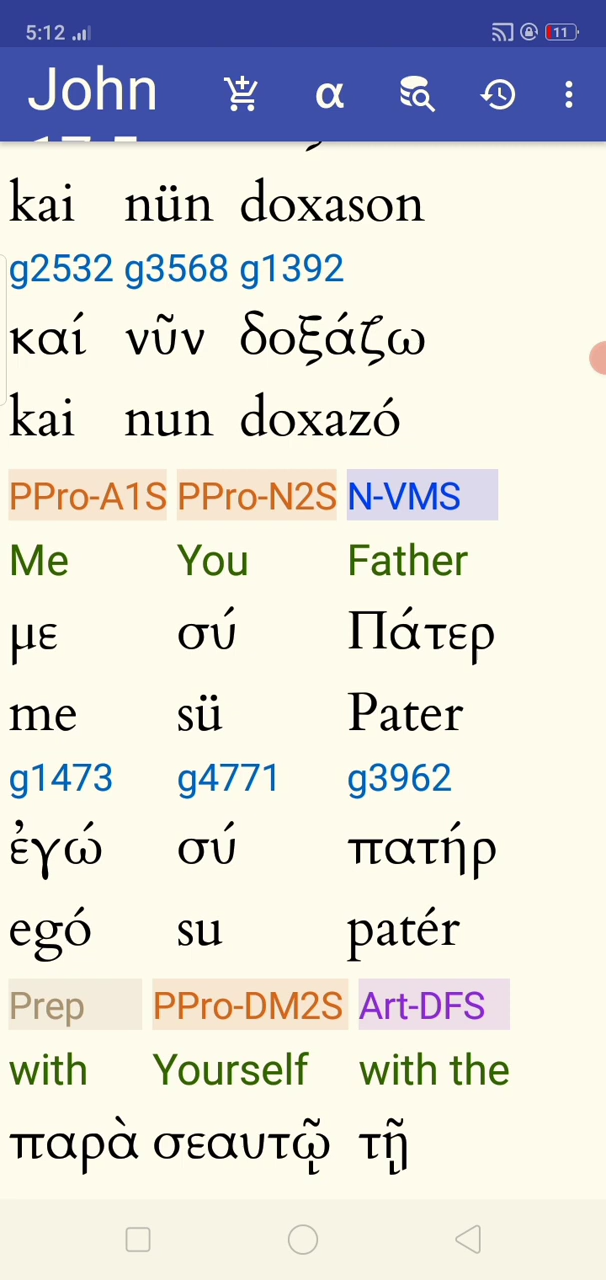 5:12 11
John
kai nün doxason
g2532 g3568 g1392
καί νῦν δοξάζω
kai nun doxazó
PPro-A1S PPro-N2S N-VMS
Me You Father
με σύ Πάτερ
me sü Pater
g1473 g4771 g3962
ἐγώ σύ πατήρ
egó su patér
Prep PPro-DM2S Art-DFS
with Yourself with the
παρὰ σεαυτῷ τῇ